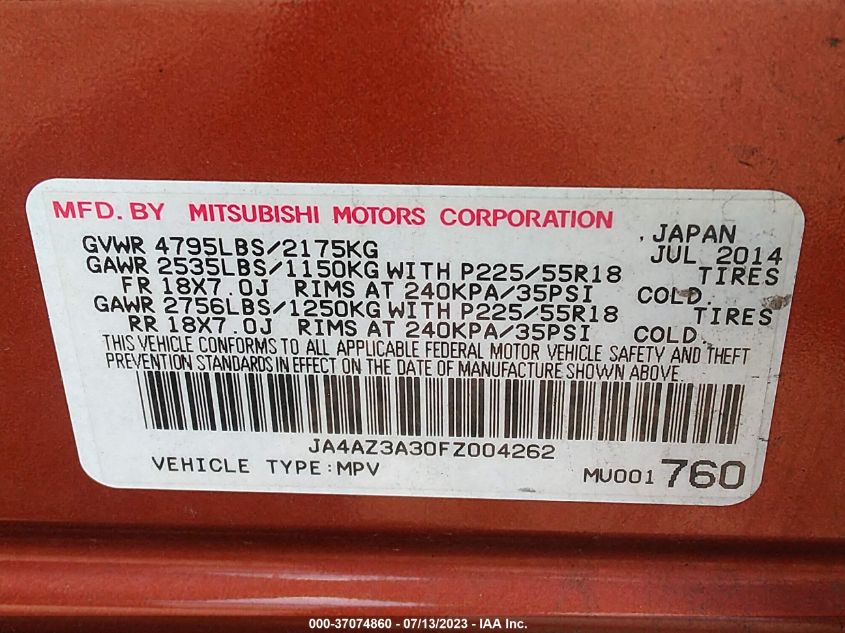 MFD. BY MITSUBISHI MOTORS CORPORATION , JAPAN
GVWR 4795LBS/2175KG JUL 2014
GAWR 2535LBS/1150KG WITH P225/55R18 TIRES
FR 18X7.0J RIMS AT 240KPA/35PSI COLD.
GAWR 2756LBS/1250KG WITH P225/55R18 TIRES
RR 18X7.0J RIMS AT 240KPA/35PSI COLD.
THIS VEHICLE CONFORMS TO ALL APPLICABLE FEDERAL MOTOR VEHICLE SAFETY AND THEFT
PREVENTION STANDARDS IN EFFECT ON THE DATE OF MANUFACTURE SHOWN ABOVE.
JA4AZ3A30FZ004262
VEHICLE TYPE:MPV MU001760
000-37074860 - 07/13/2023 - IAA Inc.